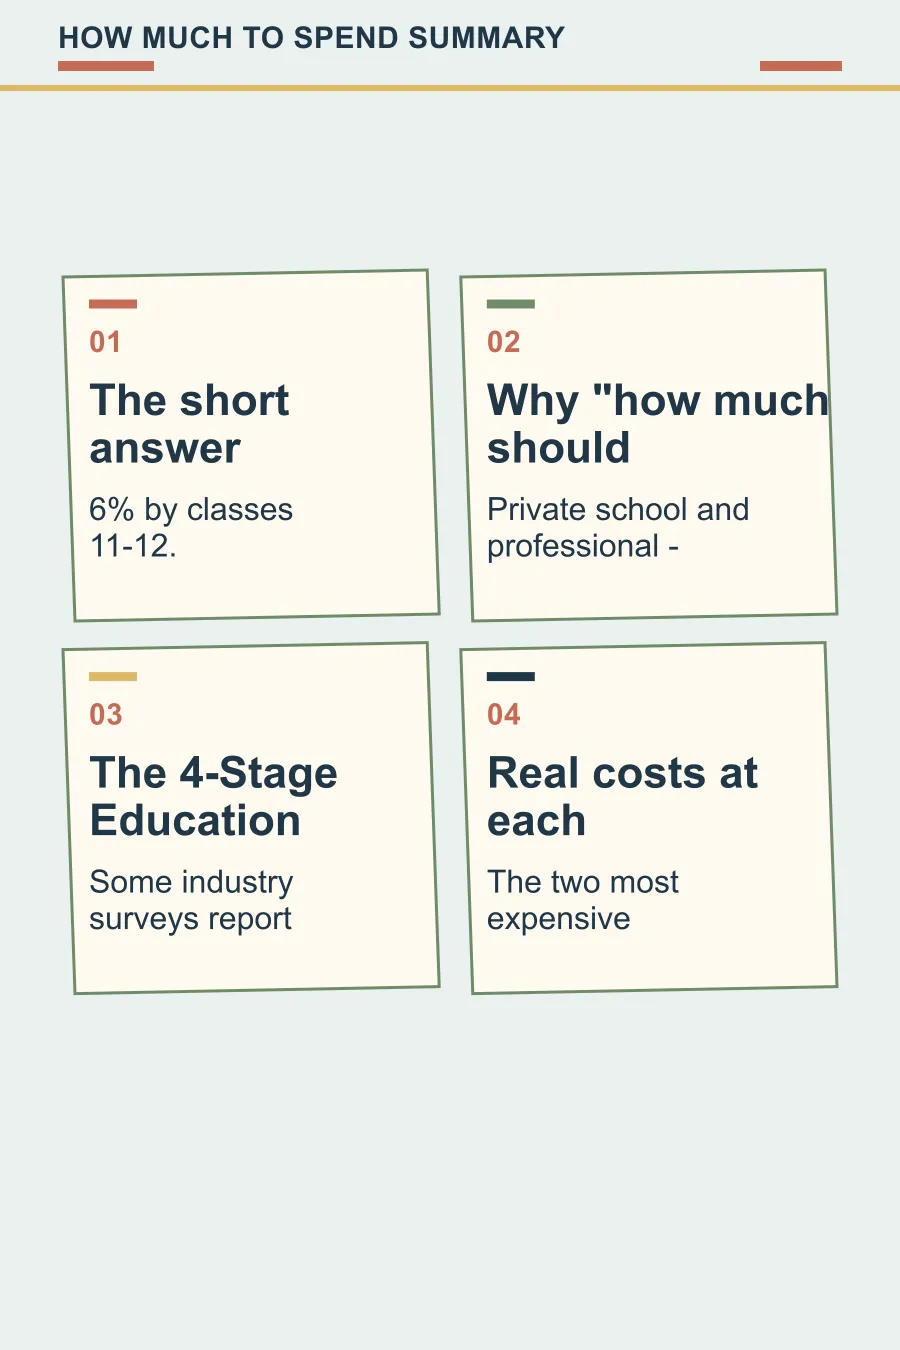 HOW MUCH TO SPEND SUMMARY
01
The short
answer
6% by classes
11-12.
02
Why "how much
should
Private school and
professional -
03
The 4-Stage
Education
Some industry
surveys report
04
Real costs at
each
The two most
expensive